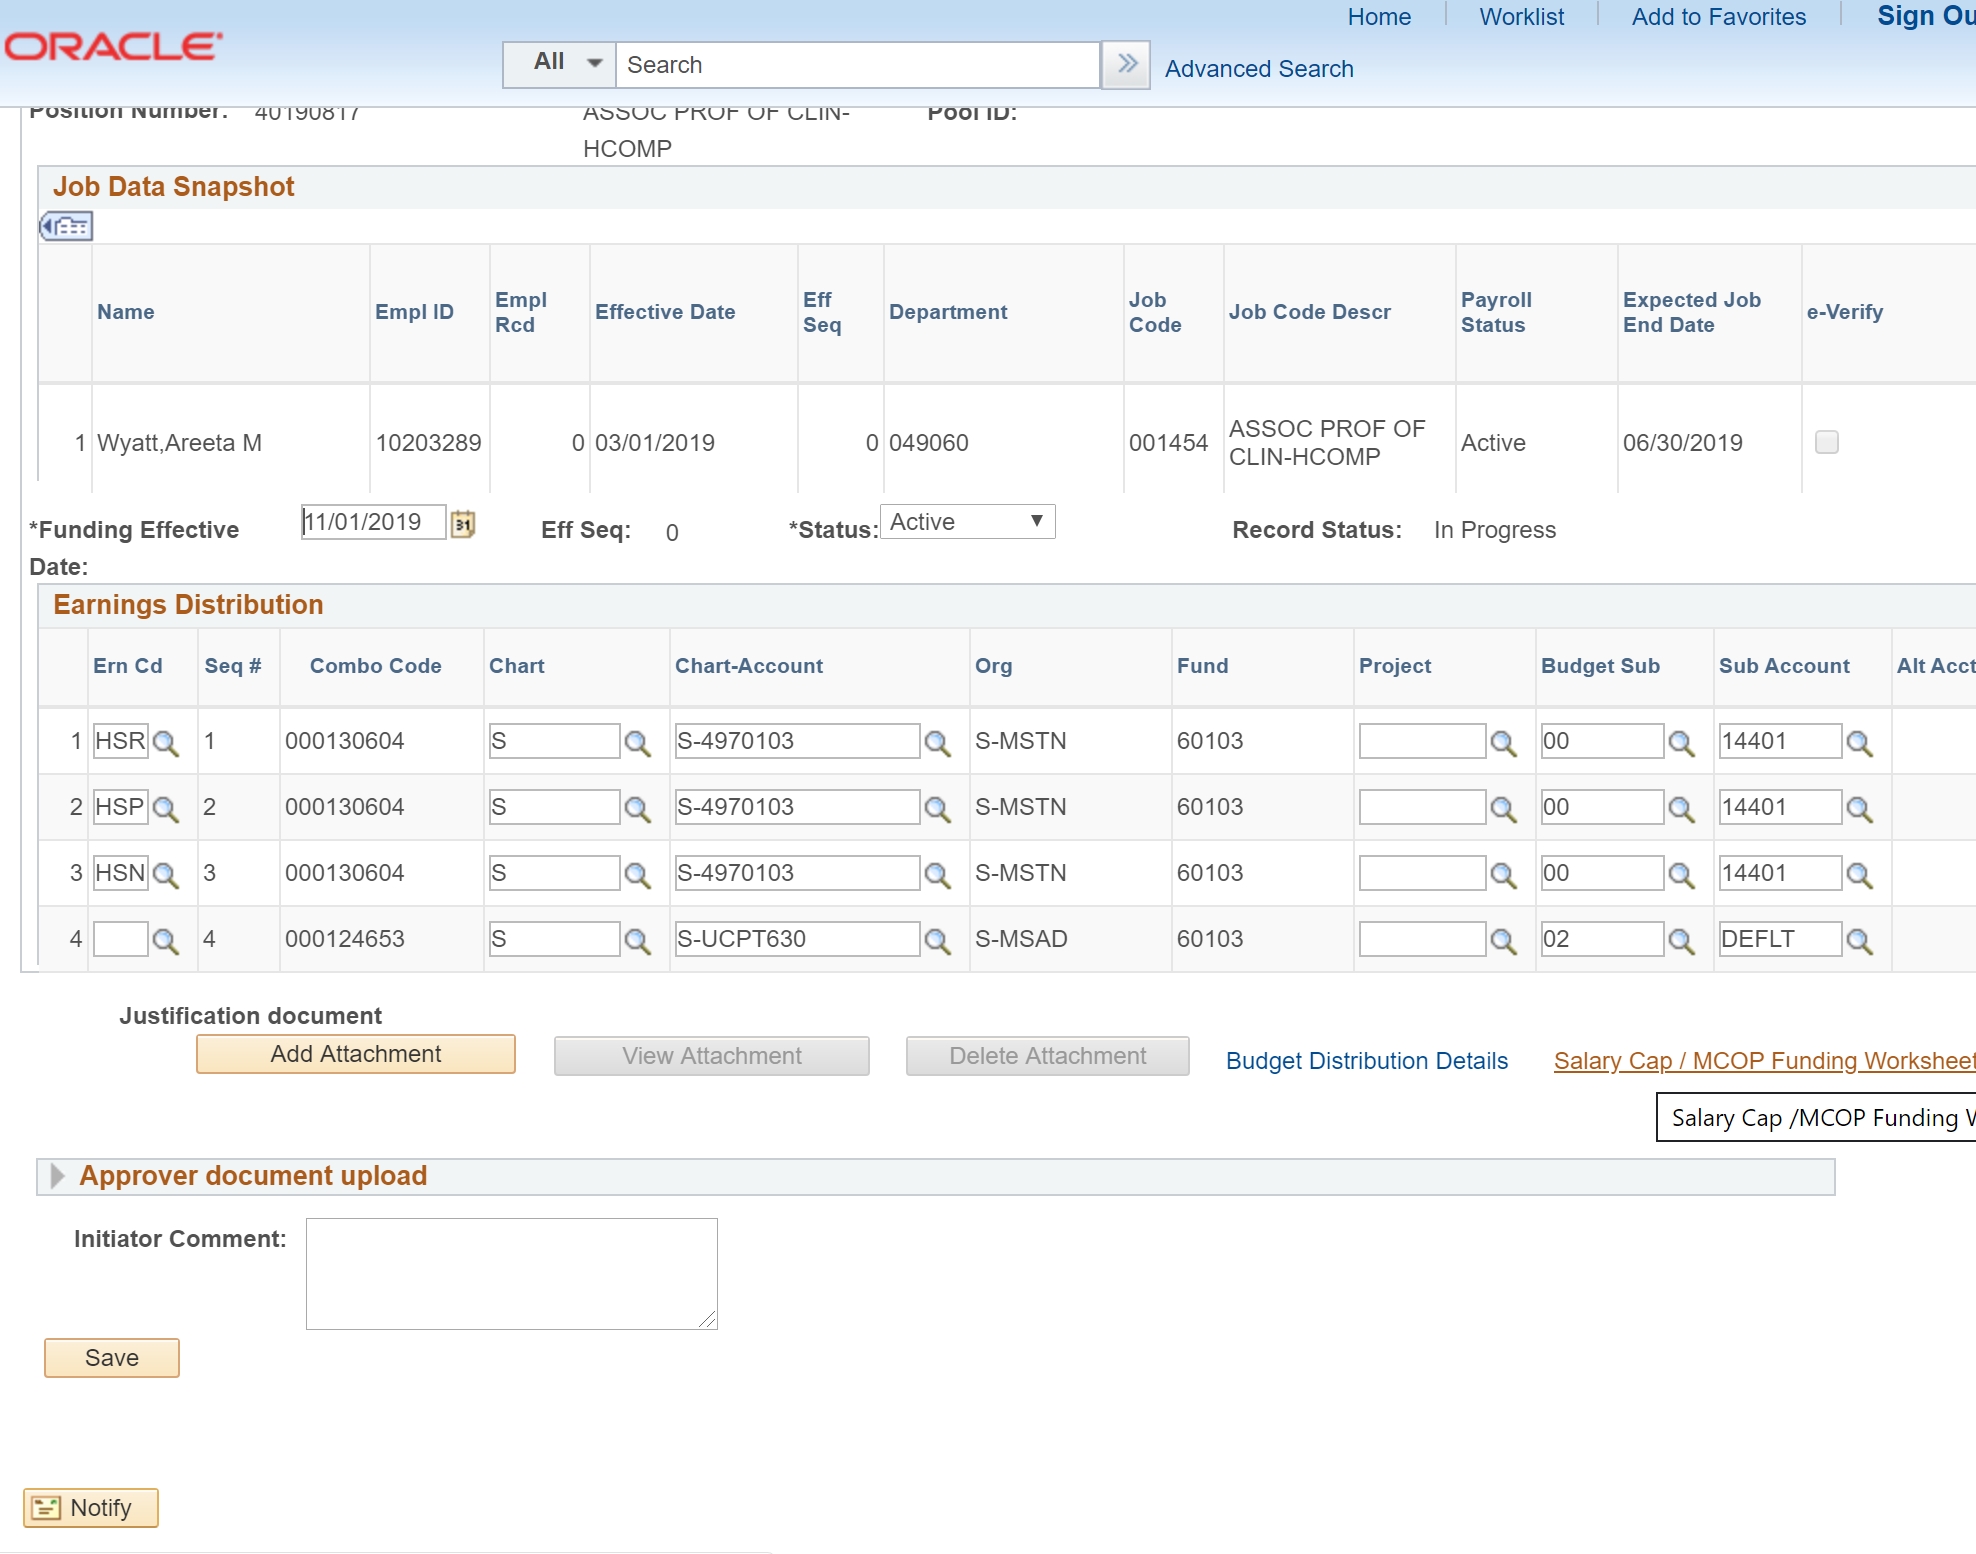 Home Worklist Add to Favorites Sign Ou
ORACLE
All Search Advanced Search
Position Number: 40190817 ASSOC PROF OF CLIN- Pool ID:
HCOMP
Job Data Snapshot
Name Empl ID Empl Rcd Effective Date Eff Seq Department Job Code Job Code Descr Payroll Status Expected Job End Date e-Verify
1 Wyatt,Areeta M 10203289 0 03/01/2019 0 049060 001454 ASSOC PROF OF CLIN-HCOMP Active 06/30/2019
*Funding Effective Date: 11/01/2019 31 Eff Seq: 0 *Status: Active Record Status: In Progress
Earnings Distribution
Ern Cd Seq # Combo Code Chart Chart-Account Org Fund Project Budget Sub Sub Account Alt Acct
1 HSR 1 000130604 S S-4970103 S-MSTN 60103 00 14401
2 HSP 2 000130604 S S-4970103 S-MSTN 60103 00 14401
3 HSN 3 000130604 S S-4970103 S-MSTN 60103 00 14401
4 4 000124653 S S-UCPT630 S-MSAD 60103 02 DEFLT
Justification document
Add Attachment View Attachment Delete Attachment Budget Distribution Details Salary Cap / MCOP Funding Worksheet
Salary Cap /MCOP Funding W
Approver document upload
Initiator Comment:
Save
Notify